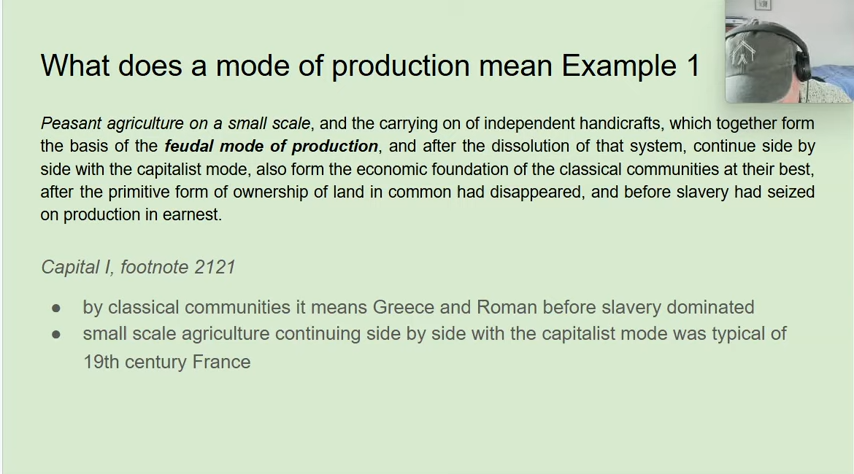 What does a mode of production mean Example 1
Peasant agriculture on a small scale, and the carrying on of independent handicrafts, which together form
the basis of the feudal mode of production, and after the dissolution of that system, continue side by
side with the capitalist mode, also form the economic foundation of the classical communities at their best,
after the primitive form of ownership of land in common had disappeared, and before slavery had seized
on production in earnest.
Capital I, footnote 2121
● by classical communities it means Greece and Roman before slavery dominated
● small scale agriculture continuing side by side with the capitalist mode was typical of
19th century France